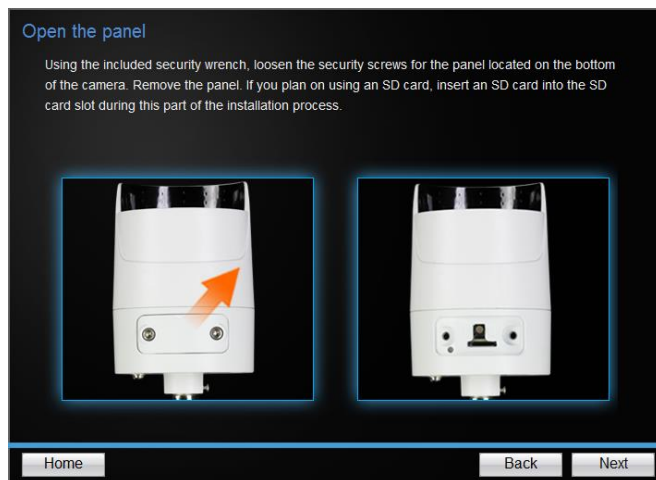 Open the panel
Using the included security wrench, loosen the security screws for the panel located on the bottom
of the camera. Remove the panel. If you plan on using an SD card, insert an SD card into the SD
card slot during this part of the installation process.
Home
Back
Next